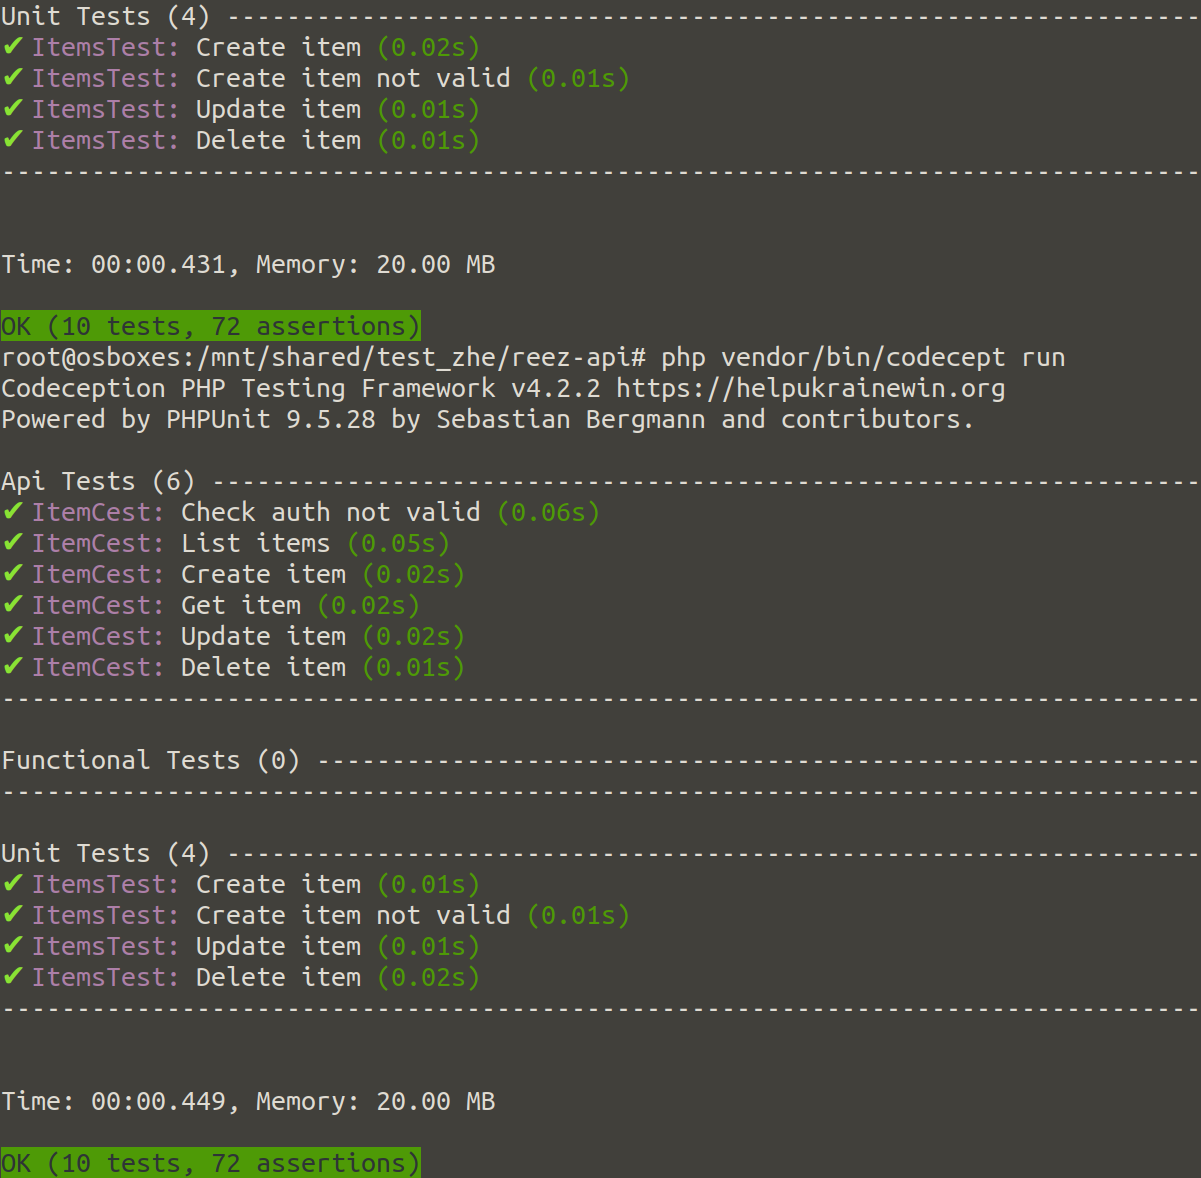 Unit Tests (4) -----------------------------------------------------------------
✔ ItemsTest: Create item (0.02s)
✔ ItemsTest: Create item not valid (0.01s)
✔ ItemsTest: Update item (0.01s)
✔ ItemsTest: Delete item (0.01s)
--------------------------------------------------------------------------------
Time: 00:00.431, Memory: 20.00 MB
OK (10 tests, 72 assertions)
root@osboxes:/mnt/shared/test_zhe/reez-api# php vendor/bin/codecept run
Codeception PHP Testing Framework v4.2.2 https://helpukrainewin.org
Powered by PHPUnit 9.5.28 by Sebastian Bergmann and contributors.
Api Tests (6) ------------------------------------------------------------------
✔ ItemCest: Check auth not valid (0.06s)
✔ ItemCest: List items (0.05s)
✔ ItemCest: Create item (0.02s)
✔ ItemCest: Get item (0.02s)
✔ ItemCest: Update item (0.02s)
✔ ItemCest: Delete item (0.01s)
--------------------------------------------------------------------------------
Functional Tests (0) -----------------------------------------------------------
--------------------------------------------------------------------------------
Unit Tests (4) -----------------------------------------------------------------
✔ ItemsTest: Create item (0.01s)
✔ ItemsTest: Create item not valid (0.01s)
✔ ItemsTest: Update item (0.01s)
✔ ItemsTest: Delete item (0.02s)
--------------------------------------------------------------------------------
Time: 00:00.449, Memory: 20.00 MB
OK (10 tests, 72 assertions)